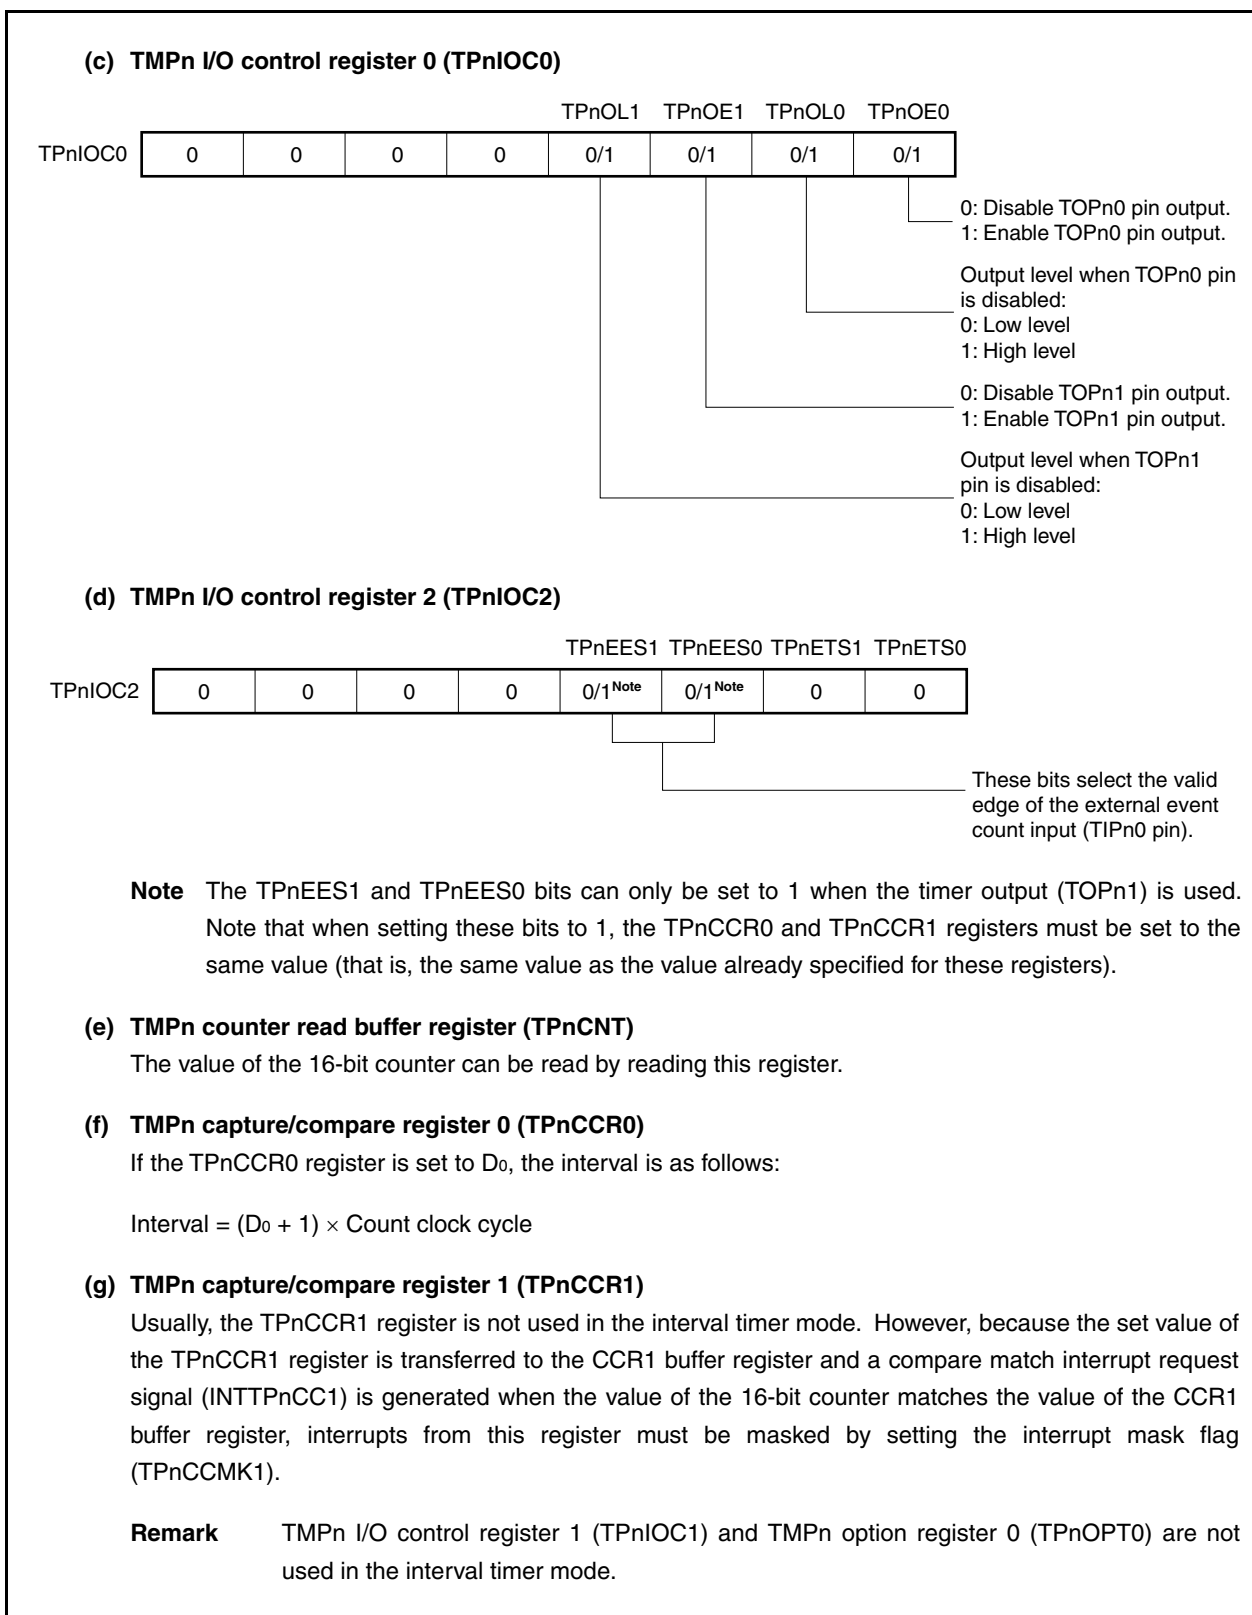 (c) TMPn I/O control register 0 (TPnIOC0)
TPnOL1 TPnOE1 TPnOL0 TPnOE0
TPnIOC0 0 0 0 0 0/1 0/1 0/1 0/1
0: Disable TOPn0 pin output.
1: Enable TOPn0 pin output.
Output level when TOPn0 pin
is disabled:
0: Low level
1: High level
0: Disable TOPn1 pin output.
1: Enable TOPn1 pin output.
Output level when TOPn1
pin is disabled:
0: Low level
1: High level
(d) TMPn I/O control register 2 (TPnIOC2)
TPnEES1 TPnEES0 TPnETS1 TPnETS0
TPnIOC2 0 0 0 0 0/1Note 0/1Note 0 0
These bits select the valid
edge of the external event
count input (TIPn0 pin).
Note The TPnEES1 and TPnEES0 bits can only be set to 1 when the timer output (TOPn1) is used.
Note that when setting these bits to 1, the TPnCCR0 and TPnCCR1 registers must be set to the
same value (that is, the same value as the value already specified for these registers).
(e) TMPn counter read buffer register (TPnCNT)
The value of the 16-bit counter can be read by reading this register.
(f) TMPn capture/compare register 0 (TPnCCR0)
If the TPnCCR0 register is set to D0, the interval is as follows:
Interval = (D0 + 1) × Count clock cycle
(g) TMPn capture/compare register 1 (TPnCCR1)
Usually, the TPnCCR1 register is not used in the interval timer mode. However, because the set value of
the TPnCCR1 register is transferred to the CCR1 buffer register and a compare match interrupt request
signal (INTTPnCC1) is generated when the value of the 16-bit counter matches the value of the CCR1
buffer register, interrupts from this register must be masked by setting the interrupt mask flag
(TPnCCMK1).
Remark TMPn I/O control register 1 (TPnIOC1) and TMPn option register 0 (TPnOPT0) are not
used in the interval timer mode.